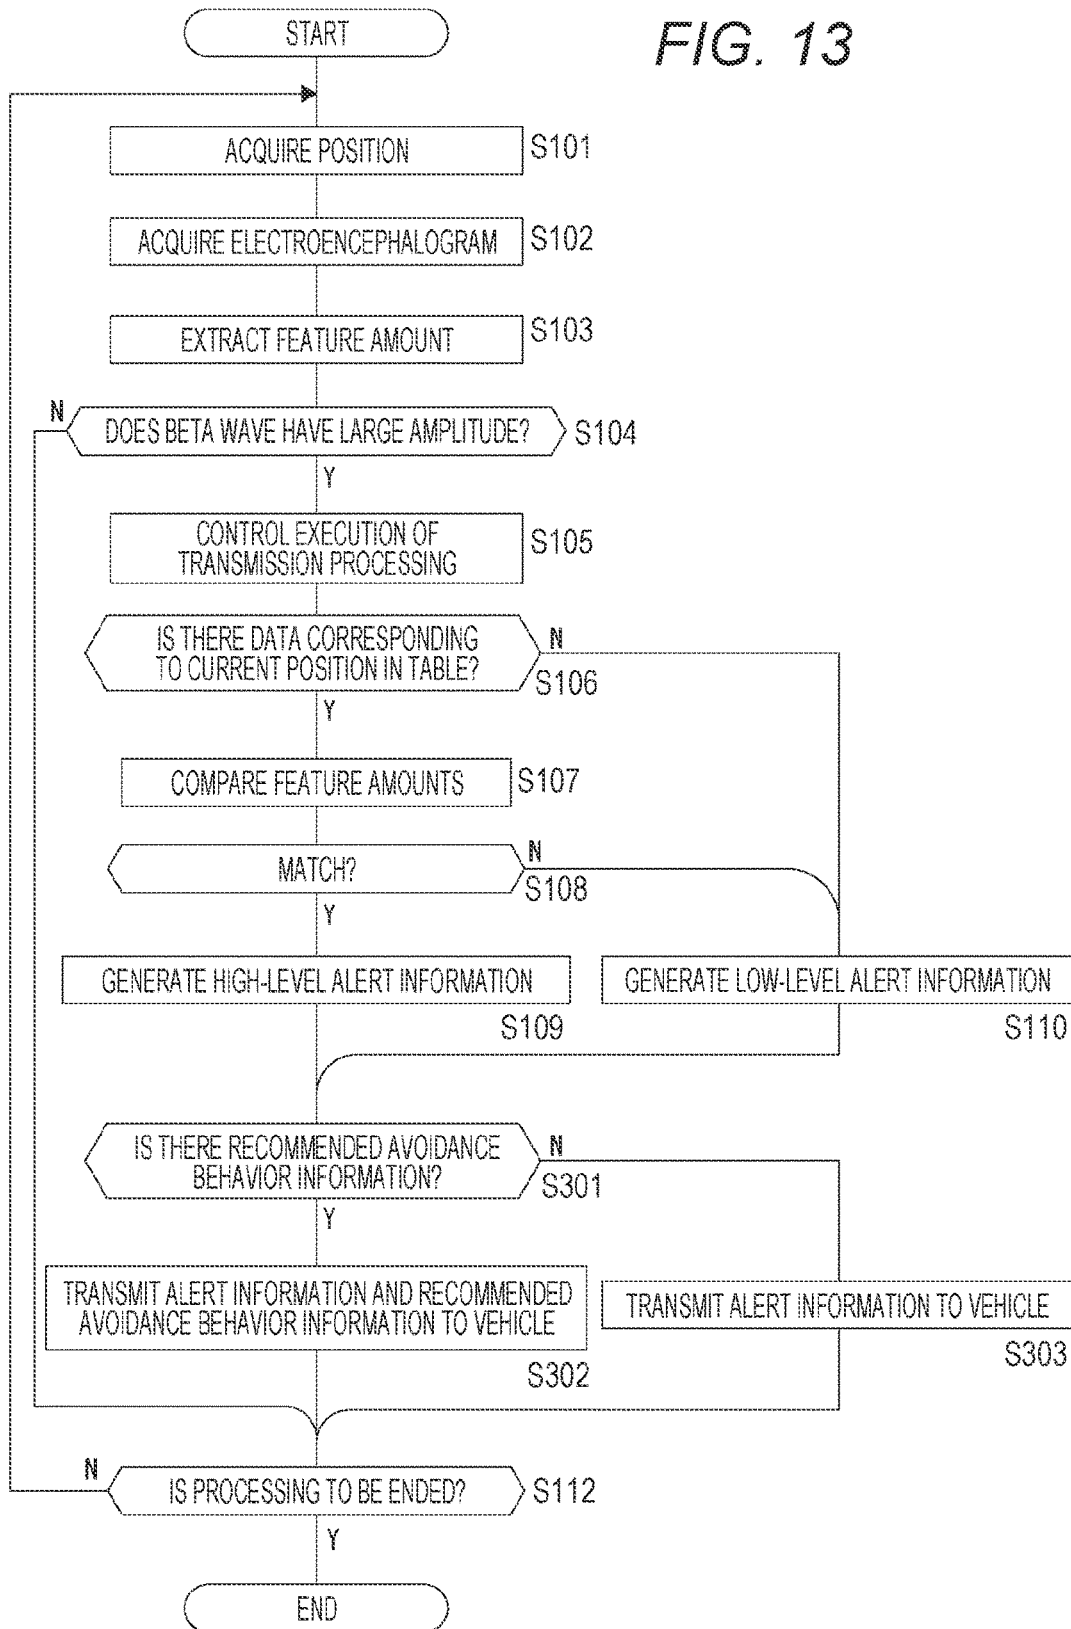 START
FIG. 13
ACQUIRE POSITION
S101
ACQUIRE ELECTROENCEPHALOGRAM
S102
EXTRACT FEATURE AMOUNT
S103
N
DOES BETA WAVE HAVE LARGE AMPLITUDE?
S104
Y
CONTROL EXECUTION OF
TRANSMISSION PROCESSING
S105
IS THERE DATA CORRESPONDING
TO CURRENT POSITION IN TABLE?
N
S106
Y
COMPARE FEATURE AMOUNTS
S107
MATCH?
N
S108
Y
GENERATE HIGH-LEVEL ALERT INFORMATION
S109
GENERATE LOW-LEVEL ALERT INFORMATION
S110
IS THERE RECOMMENDED AVOIDANCE
BEHAVIOR INFORMATION?
N
S301
Y
TRANSMIT ALERT INFORMATION AND RECOMMENDED
AVOIDANCE BEHAVIOR INFORMATION TO VEHICLE
S302
TRANSMIT ALERT INFORMATION TO VEHICLE
S303
N
IS PROCESSING TO BE ENDED?
S112
Y
END